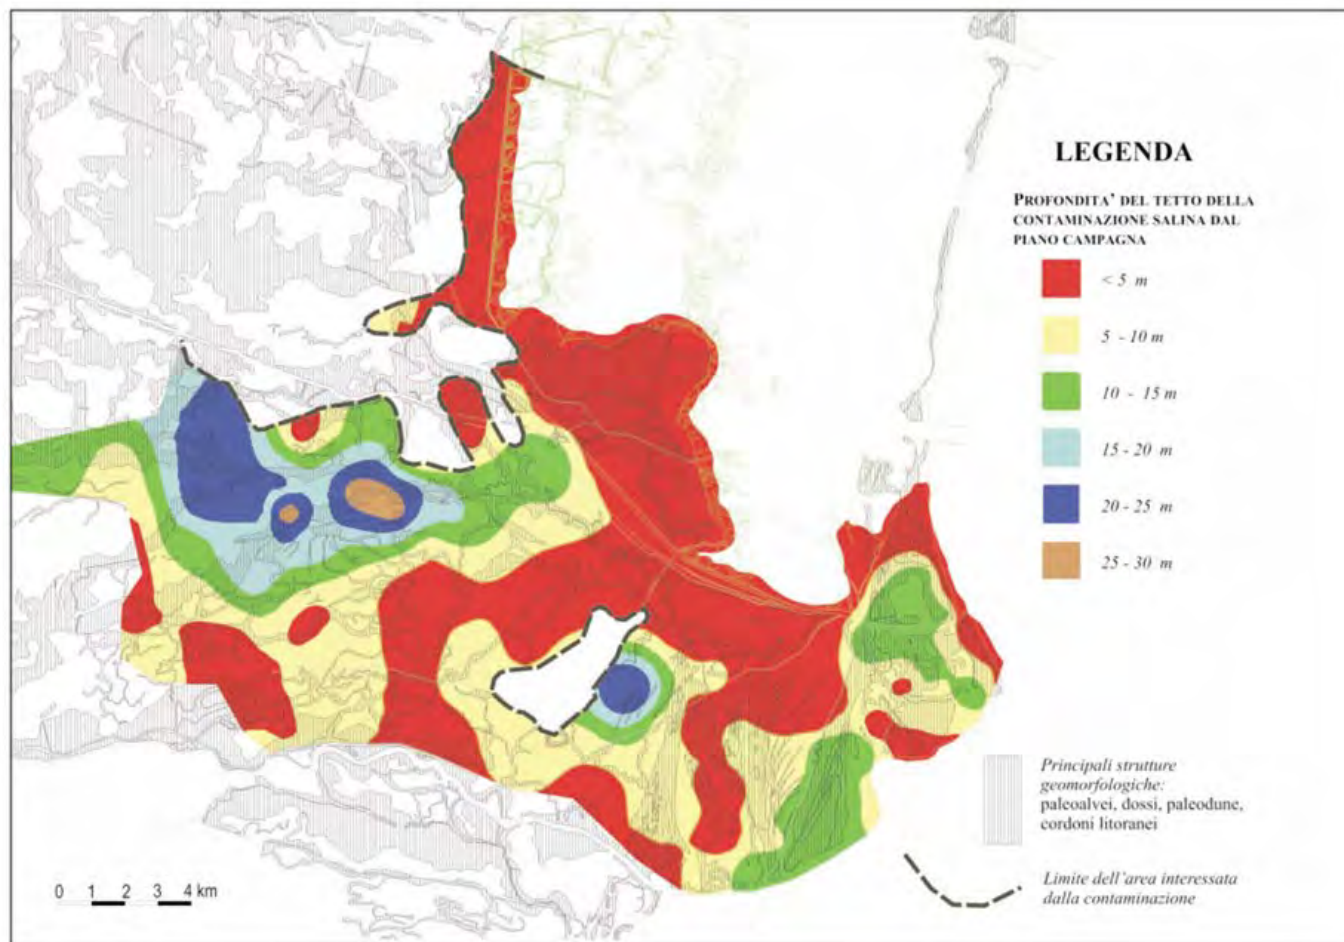 LEGENDA
PROFONDITA' DEL TETTO DELLA
CONTAMINAZIONE SALINA DAL
PIANO CAMPAGNA
< 5 m
5 - 10 m
10 - 15 m
15 - 20 m
20 - 25 m
25 - 30 m
Principali strutture
geomorfologiche:
paleoalvei, dossi, paleodune,
cordoni litoranei
Limite dell'area interessata
dalla contaminazione
0 1 2 3 4 km